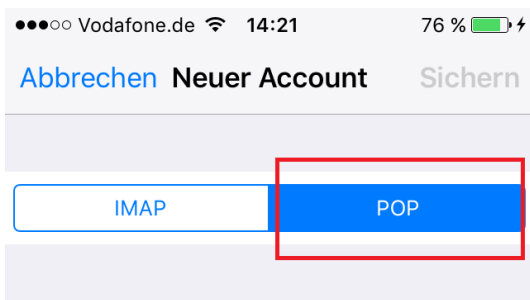 Vodafone.de 14:21 76 %
Abbrechen Neuer Account Sichern
IMAP POP